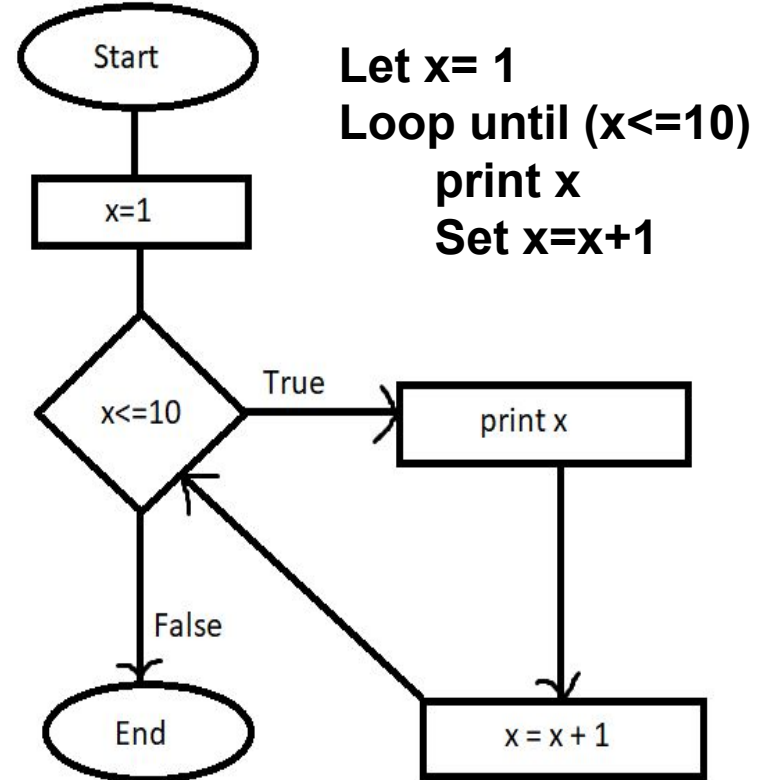 Start
Let x= 1
Loop until (x<=10)
print x
Set x=x+1
x=1
x<=10
True
print x
False
End
x = x + 1